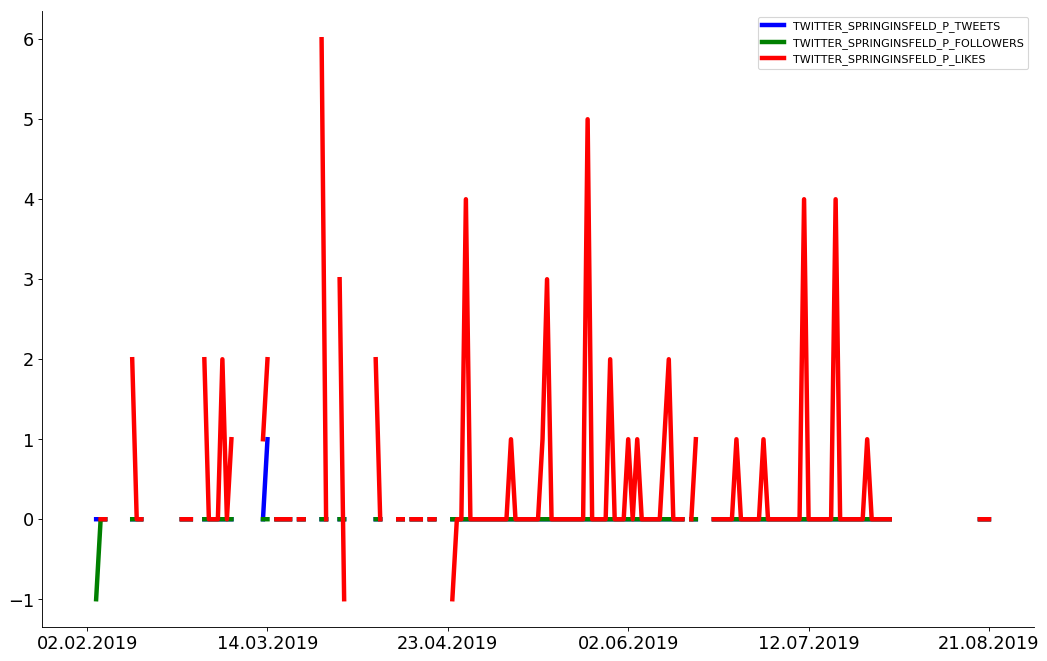 TWITTER_SPRINGINSFELD_P_TWEETS
TWITTER_SPRINGINSFELD_P_FOLLOWERS
TWITTER_SPRINGINSFELD_P_LIKES
6
5
4
3
2
1
0
−1
02.02.2019 14.03.2019 23.04.2019 02.06.2019 12.07.2019 21.08.2019